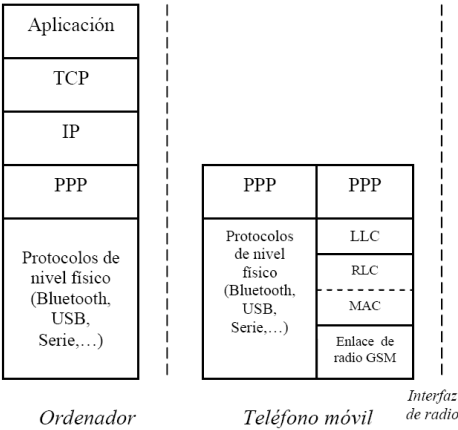 Aplicación
TCP
IP
PPP
Protocolos de
nivel físico
(Bluetooth,
USB,
Serie,…)
Ordenador
PPP
Protocolos
de nivel
físico
(Bluetooth,
USB,
Serie,…)
PPP
LLC
RLC
MAC
Enlace de
radio GSM
Teléfono móvil
Interfaz
de radio